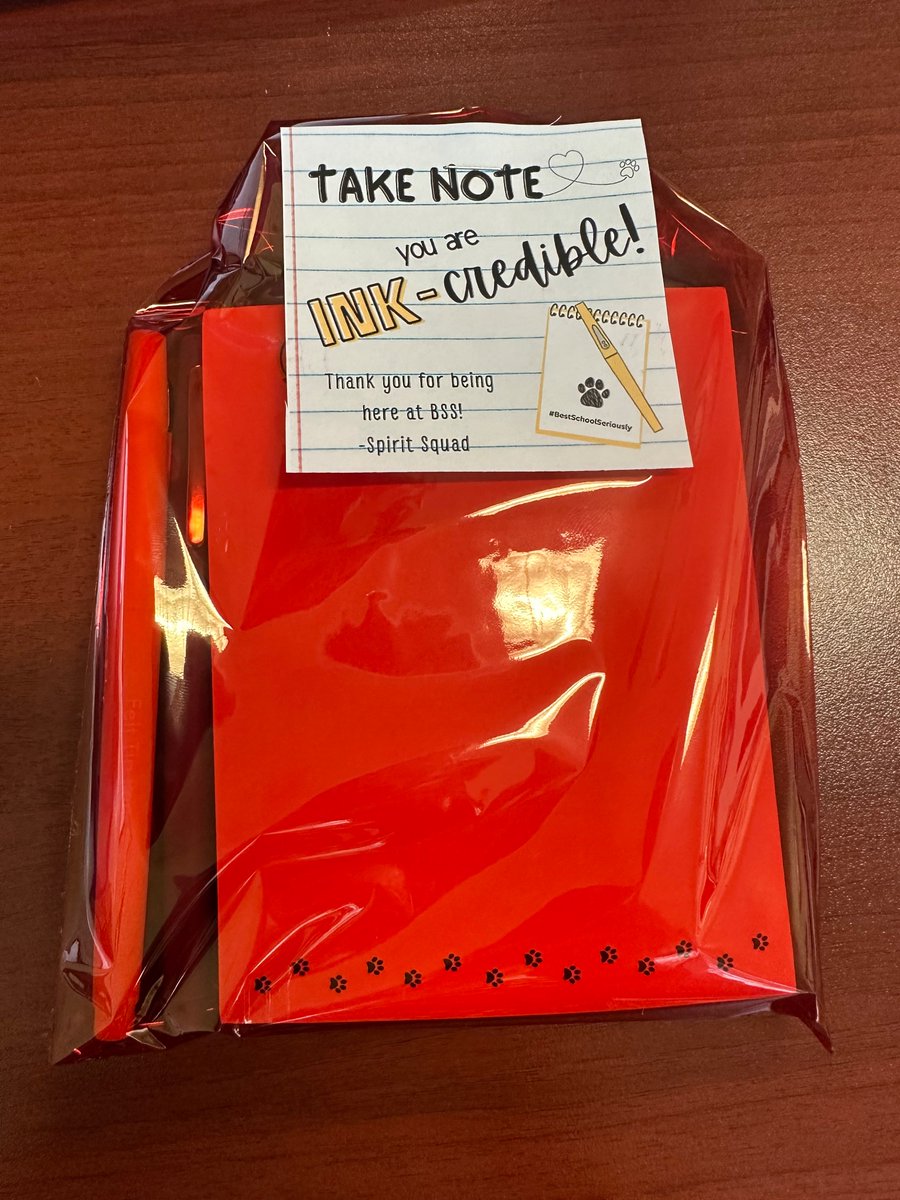 TAKE NOTE
you are
INK-credible!
Thank you for being
here at BSS!
-Spirit Squad
#BestSchoolSeriously